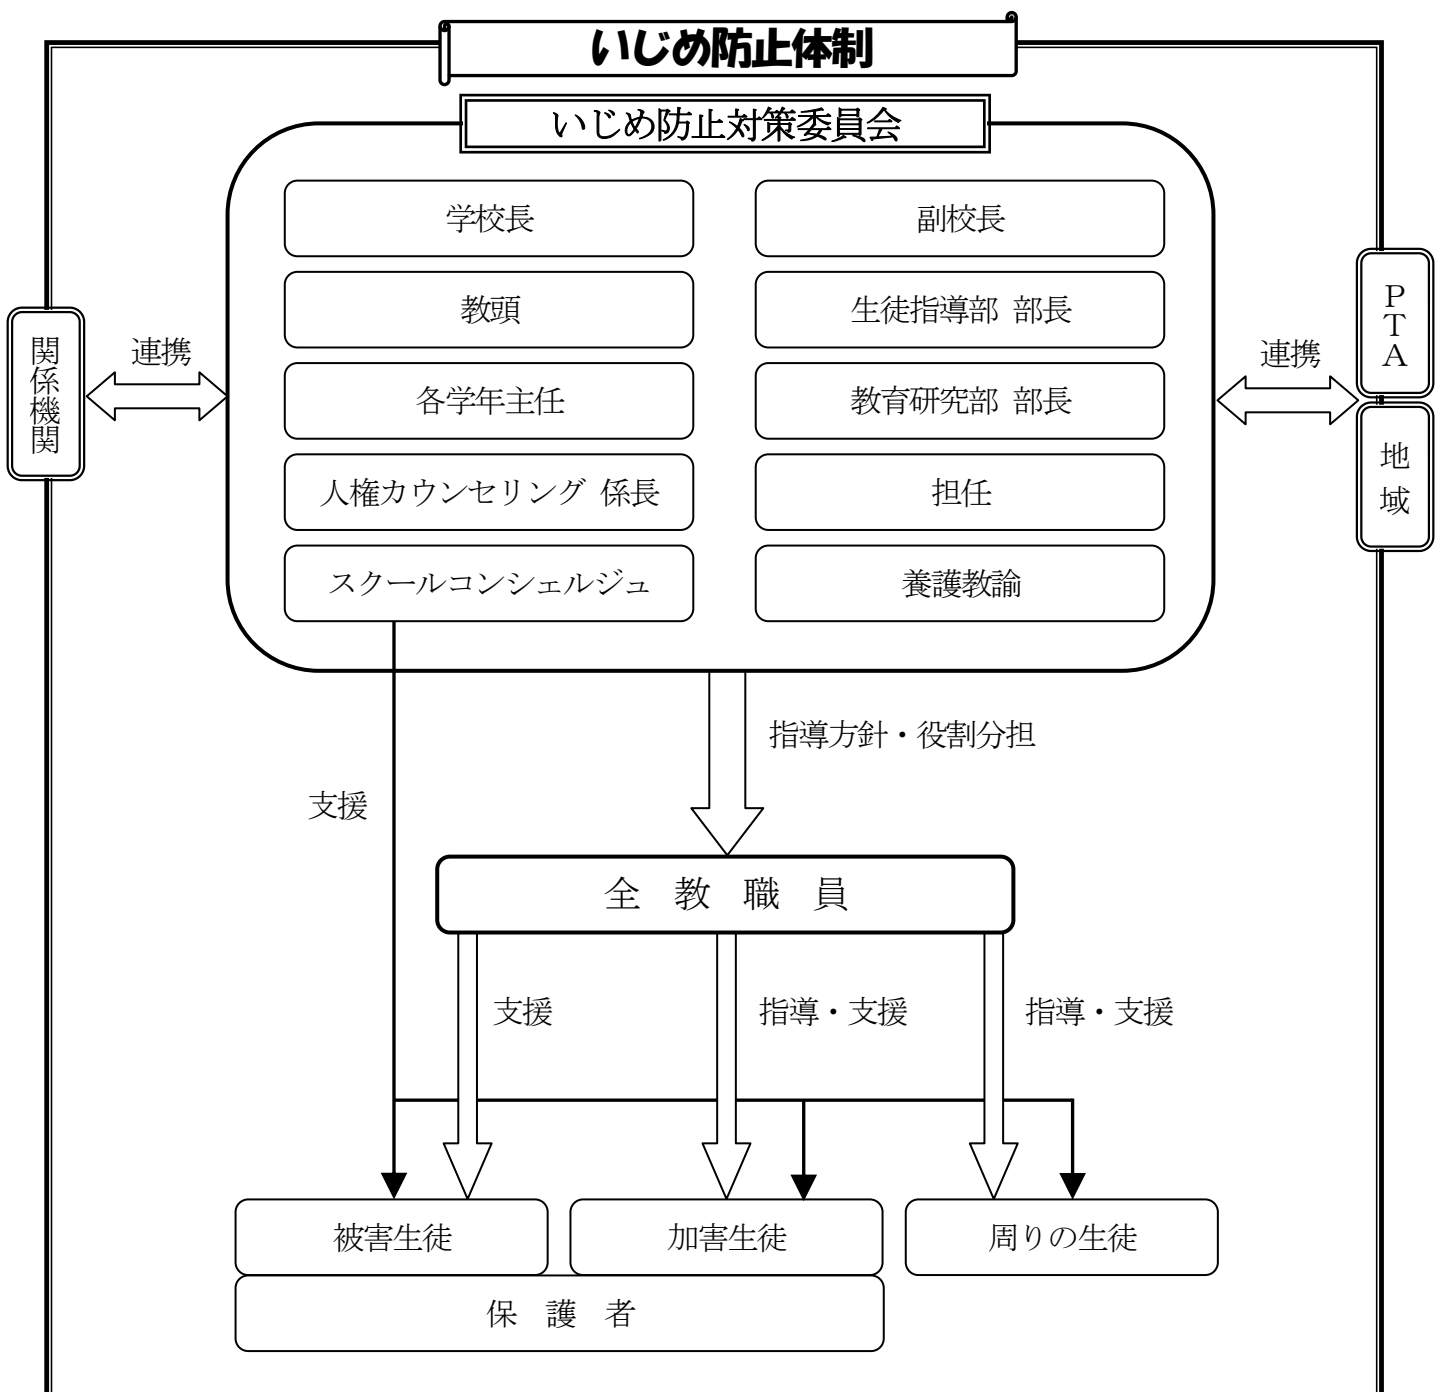 いじめ防止体制
いじめ防止対策委員会
学校長
副校長
教頭
生徒指導部 部長
各学年主任
教育研究部 部長
人権カウンセリング 係長
担任
スクールコンシェルジュ
養護教諭
関係機関
連携
連携
ＰＴＡ
地域
指導方針・役割分担
支援
全 教 職 員
支援
指導・支援
指導・支援
被害生徒
加害生徒
周りの生徒
保 護 者